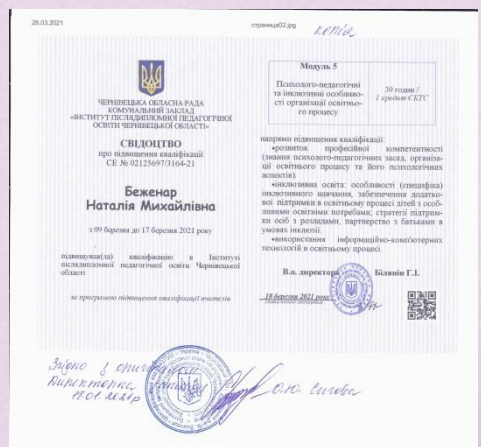 28.03.2021
страница02.jpg
копія
ЧЕРНІВЕЦЬКА ОБЛАСНА РАДА
КОМУНАЛЬНИЙ ЗАКЛАД
«ІНСТИТУТ ПІСЛЯДИПЛОМНОЇ ПЕДАГОГІЧНОЇ
ОСВІТИ ЧЕРНІВЕЦЬКОЇ ОБЛАСТІ»
СВІДОЦТВО
про підвищення кваліфікації
СЕ № 02125697/3164-21
Беженар
Наталія Михайлівна
з 09 березня до 17 березня 2021 року
підвищував(ла) кваліфікацію в Інституті
післядипломної педагогічної освіти Чернівецької
області
за програмою підвищення кваліфікації вчителів
Модуль 5
Психолого-педагогічні
та інклюзивні особливо-
сті організації освітньо-
го процесу
30 годин /
1 кредит ЄКТС
напрями підвищення кваліфікації:
•розвиток професійної компетентності
(знання психолого-педагогічних засад, організа-
ції освітнього процесу та його психологічних
аспектів).
•інклюзивна освіта: особливості (специфіка)
інклюзивного навчання, забезпечення додатко-
вої підтримки в освітньому процесі дітей з особ-
ливими освітніми потребами; стратегії підтрим-
ки осіб з розладами, партнерство з батьками в
умовах інклюзії.
•використання інформаційно-комп'ютерних
технологій в освітньому процесі.
В.о. директора
Білянін Г.І.
18 березня 2021 року
Згідно з оригіналом
Директорка
О.Ю. Ситова